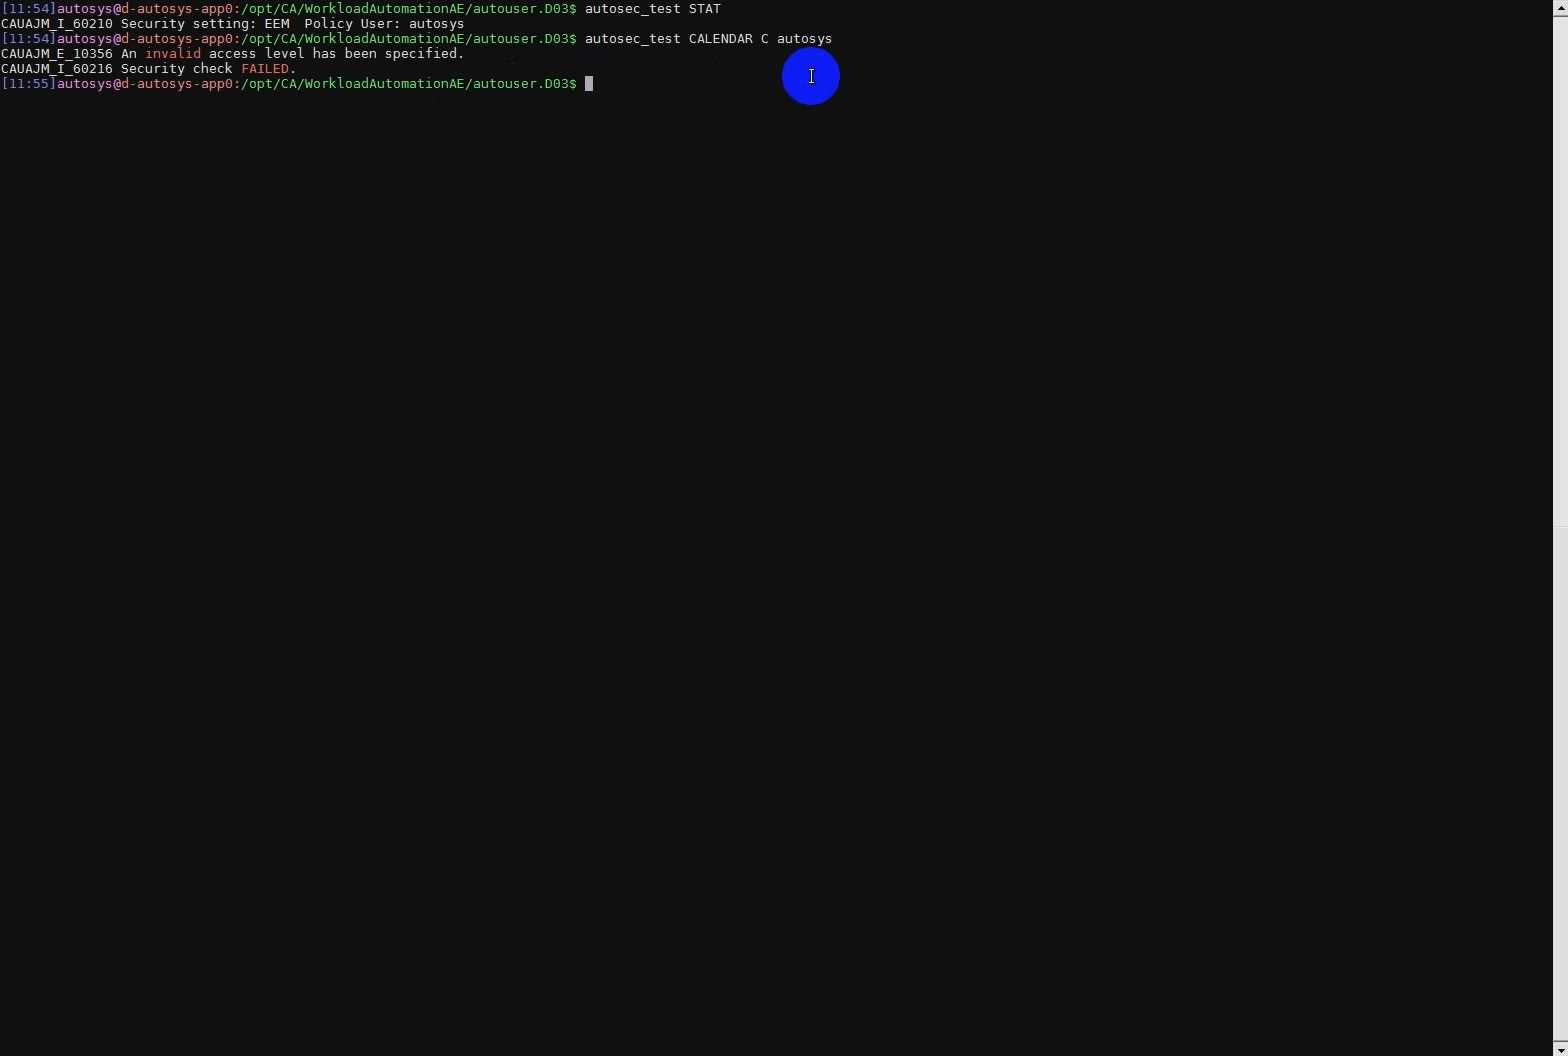 [11:54]autosys@d-autosys-app0:/opt/CA/WorkloadAutomationAE/autouser.D03$ autosec_test STAT
CAUAJM_I_60210 Security setting: EEM  Policy User: autosys
[11:54]autosys@d-autosys-app0:/opt/CA/WorkloadAutomationAE/autouser.D03$ autosec_test CALENDAR C autosys
CAUAJM_E_10356 An invalid access level has been specified.
CAUAJM_I_60216 Security check FAILED.
[11:55]autosys@d-autosys-app0:/opt/CA/WorkloadAutomationAE/autouser.D03$